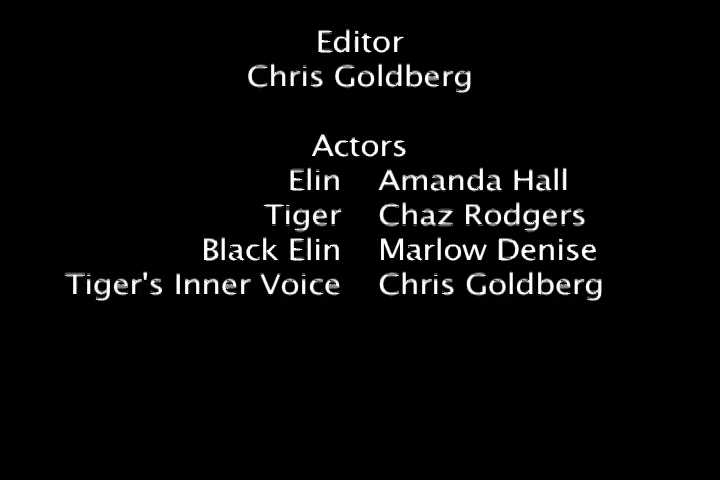 Editor
Chris Goldberg
Actors
Elin Amanda Hall
Tiger Chaz Rodgers
Black Elin Marlow Denise
Tiger's Inner Voice Chris Goldberg